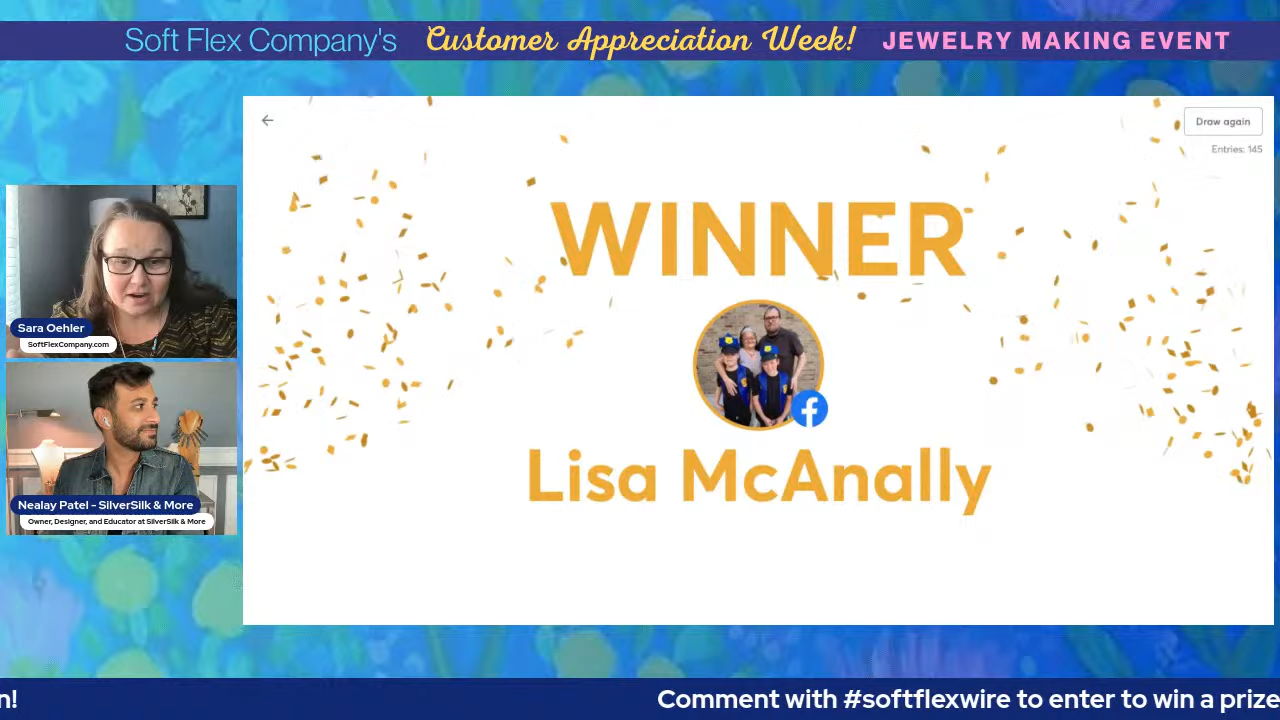 Soft Flex Company's Customer Appreciation Week! JEWELRY MAKING EVENT
Draw again
Entries: 145
WINNER
Lisa McAnally
Sara Oehler
SoftFlexCompany.com
Nealay Patel - SilverSilk & More
Owner, Designer, and Educator at SilverSilk & More
n! Comment with #softflexwire to enter to win a prize